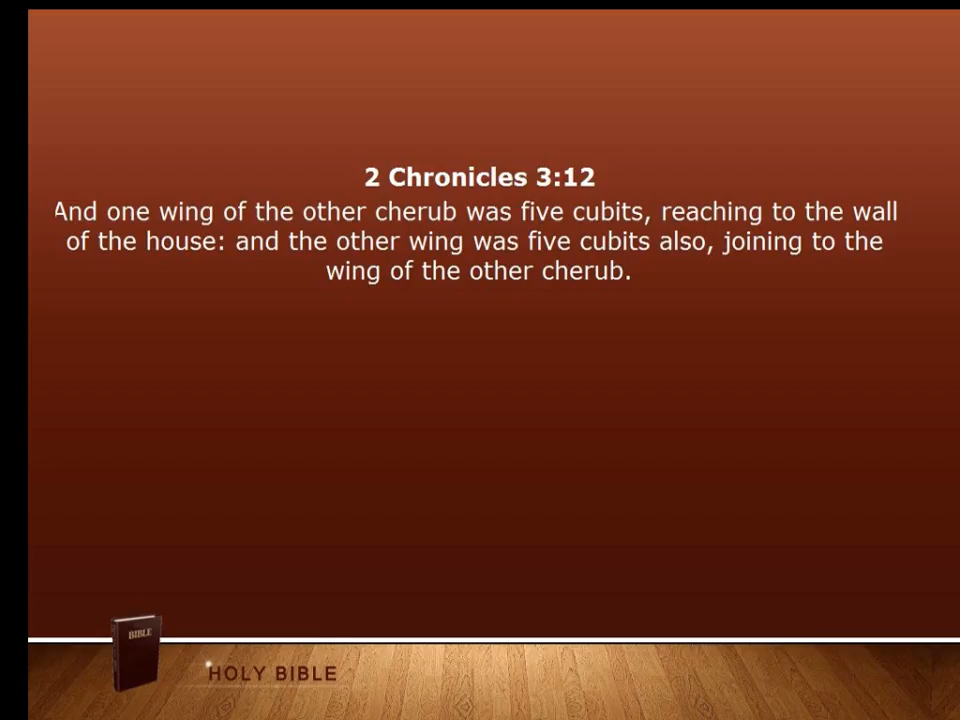 2 Chronicles 3:12
And one wing of the other cherub was five cubits, reaching to the wall
of the house: and the other wing was five cubits also, joining to the
wing of the other cherub.
BIBLE
HOLY BIBLE